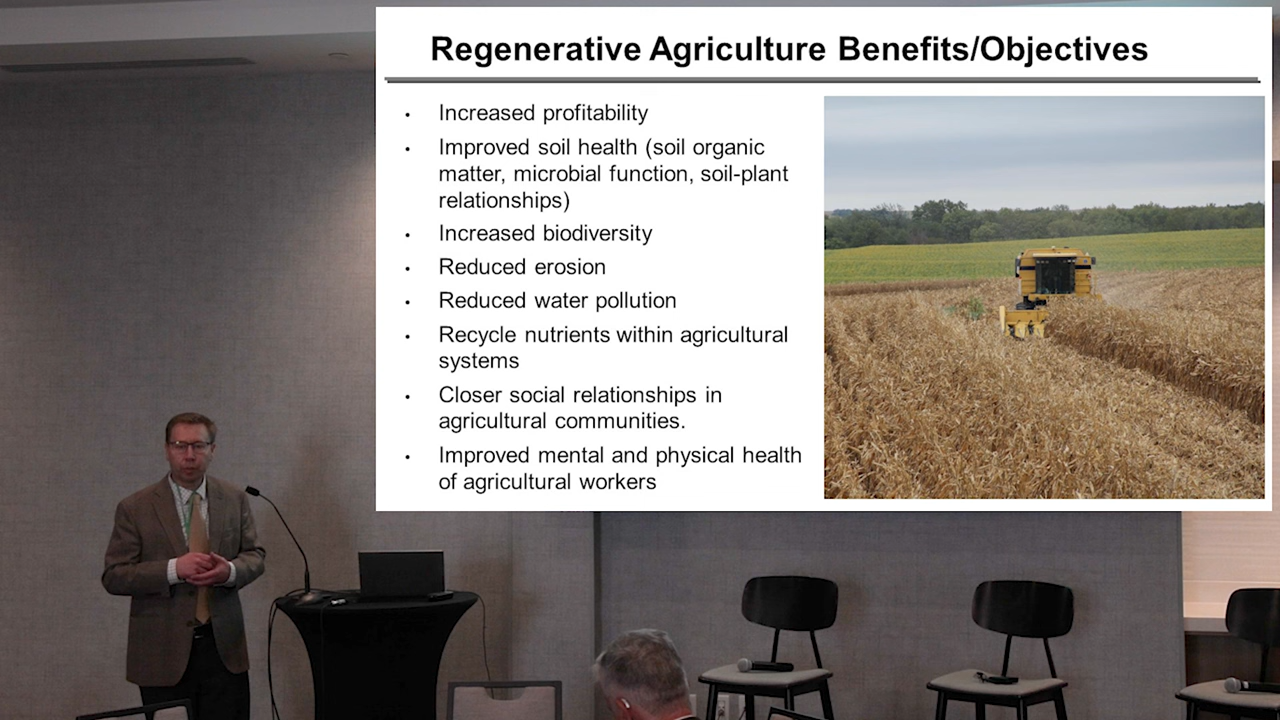 Regenerative Agriculture Benefits/Objectives
• Increased profitability
• Improved soil health (soil organic
matter, microbial function, soil-plant
relationships)
• Increased biodiversity
• Reduced erosion
• Reduced water pollution
• Recycle nutrients within agricultural
systems
• Closer social relationships in
agricultural communities.
• Improved mental and physical health
of agricultural workers